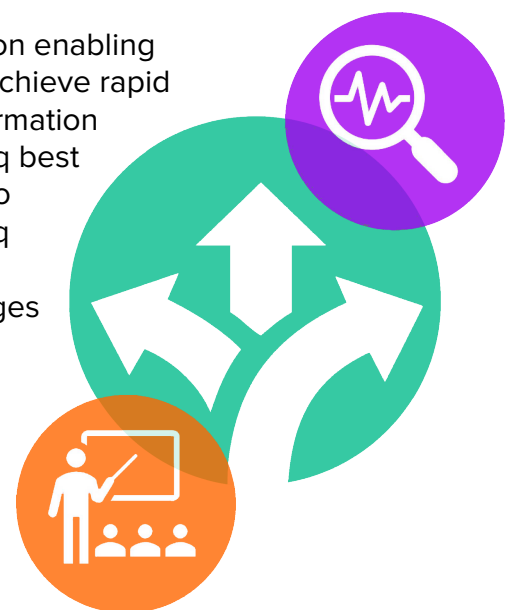 on enabling
chieve rapid
rmation
q best
o
q
ges